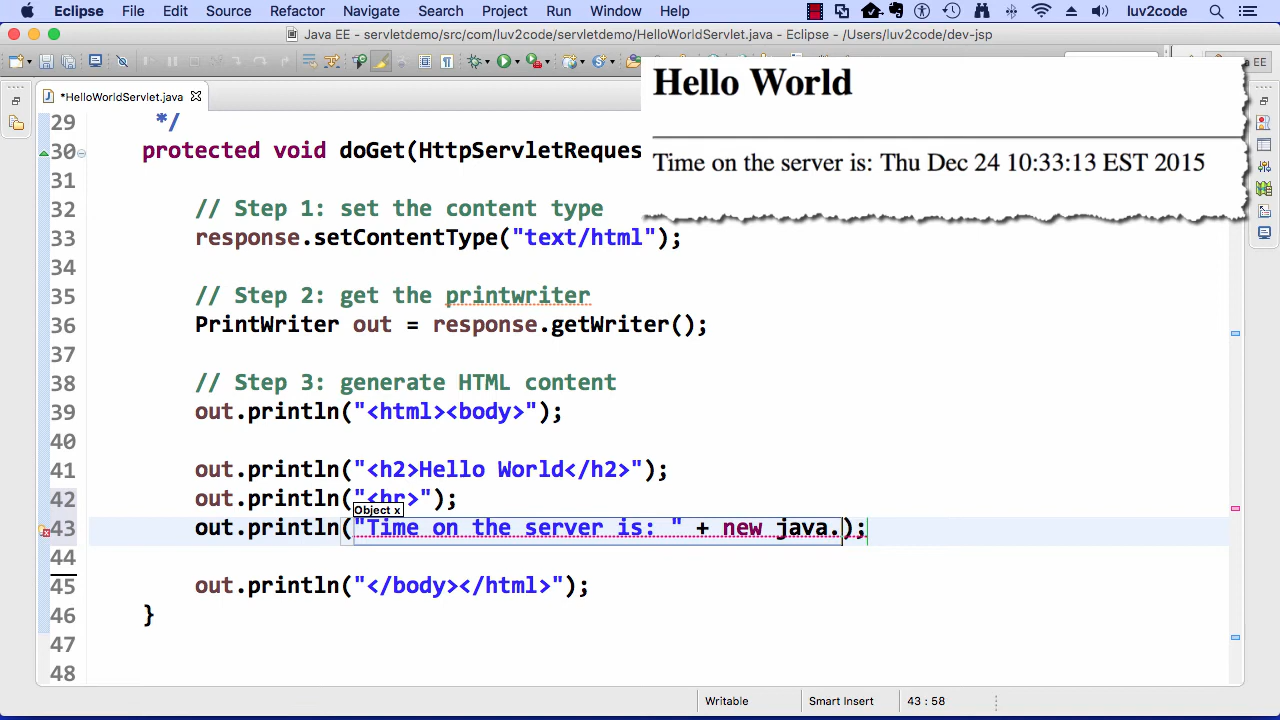 Eclipse File Edit Source Refactor Navigate Search Project Run Window Help luv2code
Java EE - servletdemo/src/com/luv2code/servletdemo/HelloWorldServlet.java - Eclipse - /Users/luv2code/dev-jsp
EE
*HelloWorldServlet.java
Hello World
Time on the server is: Thu Dec 24 10:33:13 EST 2015
29 */
30 protected void doGet(HttpServletReques
31
32 // Step 1: set the content type
33 response.setContentType("text/html");
34
35 // Step 2: get the printwriter
36 PrintWriter out = response.getWriter();
37
38 // Step 3: generate HTML content
39 out.println("<html><body>");
40
41 out.println("<h2>Hello World</h2>");
42 out.println("<hr>");
Object x
43 out.println("Time on the server is: " + new java.);
44
45 out.println("</body></html>");
46 }
47
48
Writable Smart Insert 43 : 58